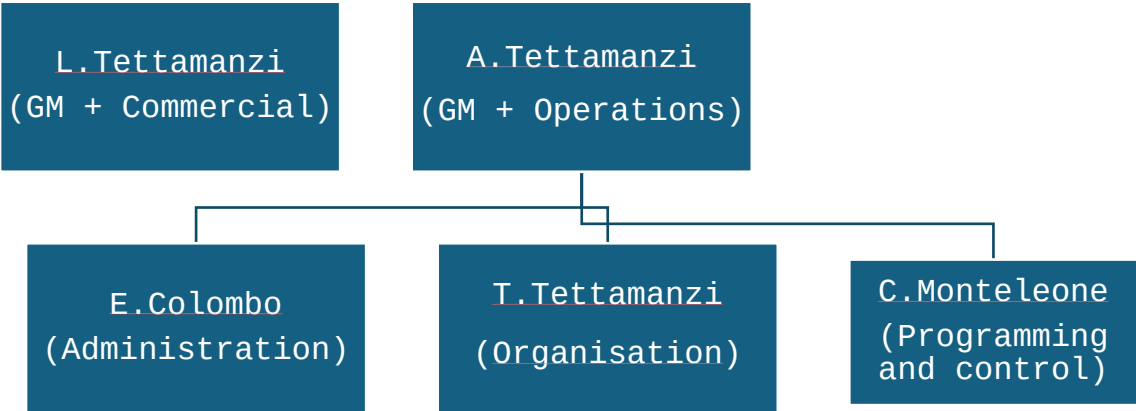 L.Tettamanzi
(GM + Commercial)
A.Tettamanzi
(GM + Operations)
E.Colombo
(Administration)
T.Tettamanzi
(Organisation)
C.Monteleone
(Programming
and control)